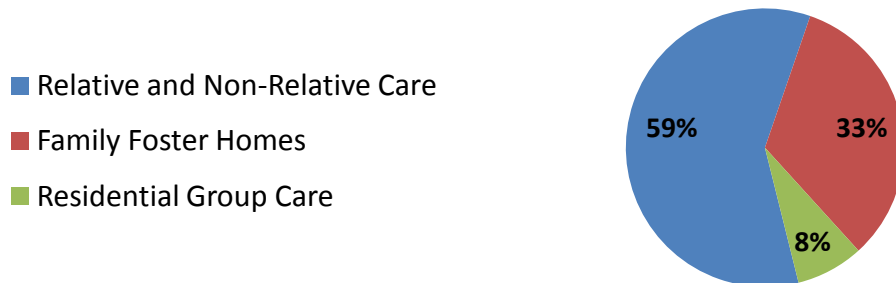 Relative and Non-Relative Care
Family Foster Homes
Residential Group Care
59%
33%
8%